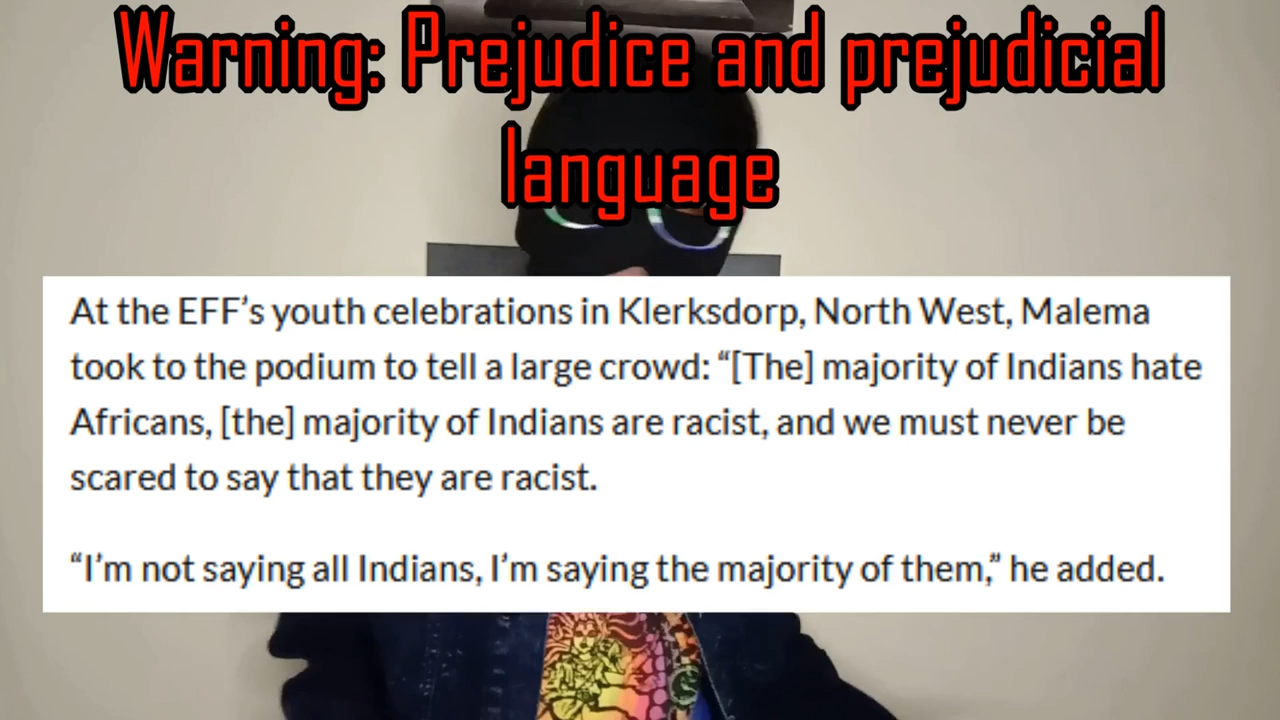 Warning: Prejudice and prejudicial
language
At the EFF’s youth celebrations in Klerksdorp, North West, Malema
took to the podium to tell a large crowd: “[The] majority of Indians hate
Africans, [the] majority of Indians are racist, and we must never be
scared to say that they are racist.
“I’m not saying all Indians, I’m saying the majority of them,” he added.